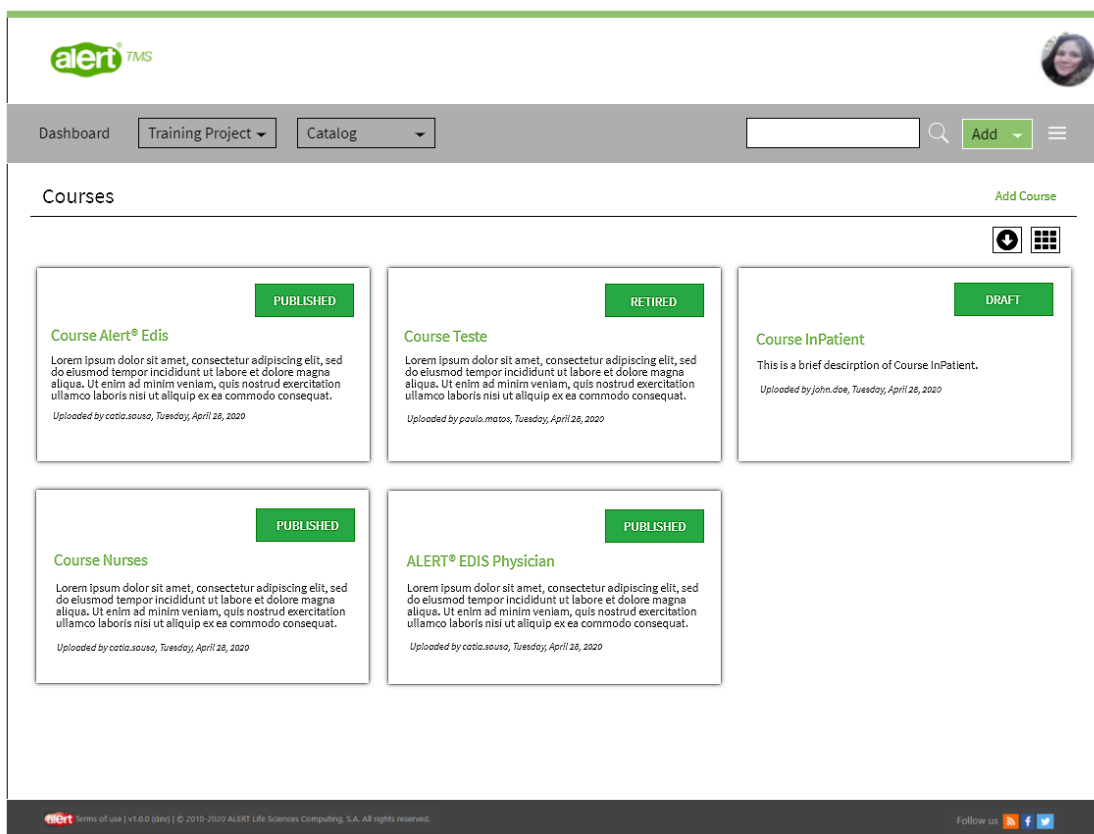 alert® TMS
Dashboard
Training Project
Catalog
Add
Courses
Add Course
PUBLISHED
Course Alert® Edis
Lorem ipsum dolor sit amet, consectetur adipiscing elit, sed
do eiusmod tempor incididunt ut labore et dolore magna
aliqua. Ut enim ad minim veniam, quis nostrud exercitation
ullamco laboris nisi ut aliquip ex ea commodo consequat.
Uploaded by catia.sousa, Tuesday, April 28, 2020
RETIRED
Course Teste
Lorem ipsum dolor sit amet, consectetur adipiscing elit, sed
do eiusmod tempor incididunt ut labore et dolore magna
aliqua. Ut enim ad minim veniam, quis nostrud exercitation
ullamco laboris nisi ut aliquip ex ea commodo consequat.
Uploaded by paulo.matos, Tuesday, April 28, 2020
DRAFT
Course InPatient
This is a brief descirption of Course InPatient.
Uploaded by john.doe, Tuesday, April 28, 2020
PUBLISHED
Course Nurses
Lorem ipsum dolor sit amet, consectetur adipiscing elit, sed
do eiusmod tempor incididunt ut labore et dolore magna
aliqua. Ut enim ad minim veniam, quis nostrud exercitation
ullamco laboris nisi ut aliquip ex ea commodo consequat.
Uploaded by catia.sousa, Tuesday, April 28, 2020
PUBLISHED
ALERT® EDIS Physician
Lorem ipsum dolor sit amet, consectetur adipiscing elit, sed
do eiusmod tempor incididunt ut labore et dolore magna
aliqua. Ut enim ad minim veniam, quis nostrud exercitation
ullamco laboris nisi ut aliquip ex ea commodo consequat.
Uploaded by catia.sousa, Tuesday, April 28, 2020
alert Terms of use | v1.0.0 (dev) | © 2010-2020 ALERT Life Sciences Computing, S.A. All rights reserved.
Follow us